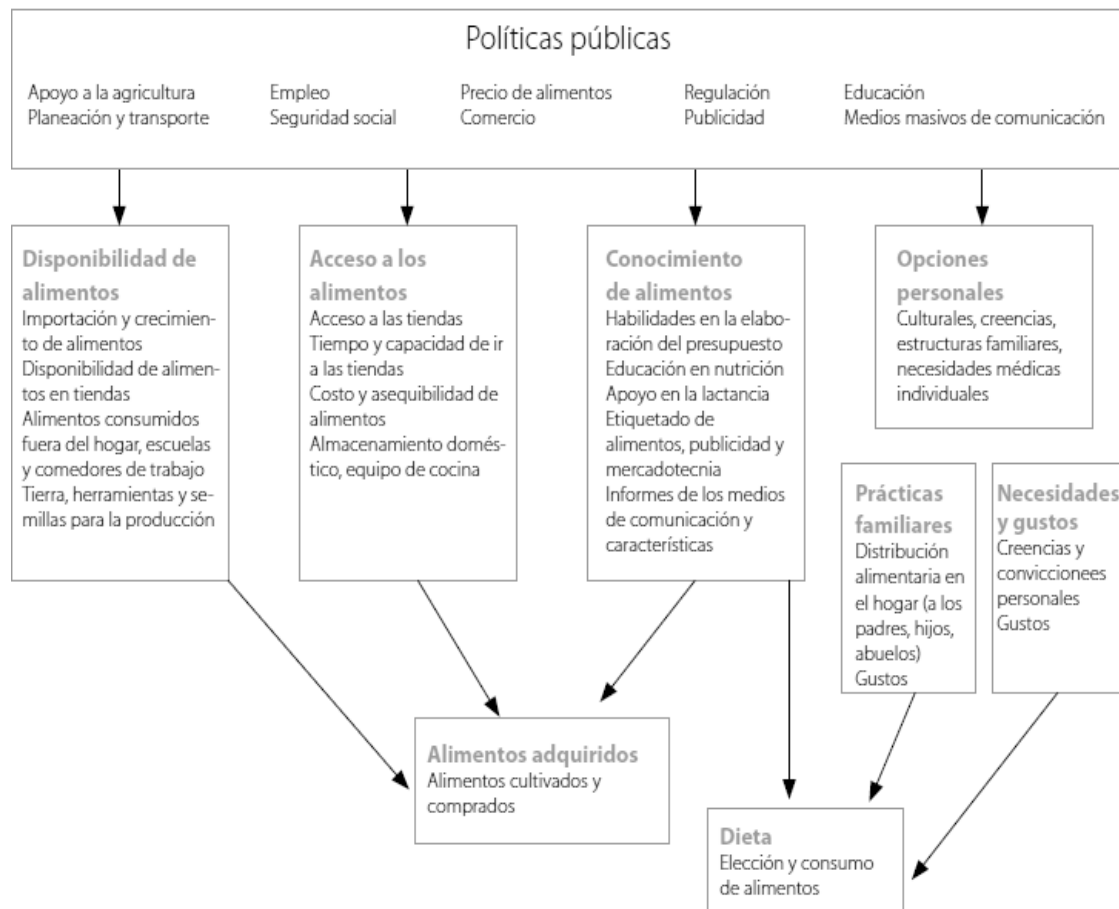 Políticas públicas
Apoyo a la agricultura
Planeación y transporte
Empleo
Seguridad social
Precio de alimentos
Comercio
Regulación
Publicidad
Educación
Medios masivos de comunicación
Disponibilidad de
alimentos
Importación y crecimien-
to de alimentos
Disponibilidad de alimen-
tos en tiendas
Alimentos consumidos
fuera del hogar, escuelas
y comedores de trabajo
Tierra, herramientas y se-
millas para la producción
Acceso a los
alimentos
Acceso a las tiendas
Tiempo y capacidad de ir
a las tiendas
Costo y asequibilidad de
alimentos
Almacenamiento domés-
tico, equipo de cocina
Conocimiento
de alimentos
Habilidades en la elabo-
ración del presupuesto
Educación en nutrición
Apoyo en la lactancia
Etiquetado de
alimentos, publicidad y
mercadotecnia
Informes de los medios
de comunicación y
características
Opciones
personales
Culturales, creencias,
estructuras familiares,
necesidades médicas
individuales
Prácticas
familiares
Distribución
alimentaria en
el hogar (a los
padres, hijos,
abuelos)
Gustos
Necesidades
y gustos
Creencias y
conviccionees
personales
Gustos
Alimentos adquiridos
Alimentos cultivados y
comprados
Dieta
Elección y consumo
de alimentos